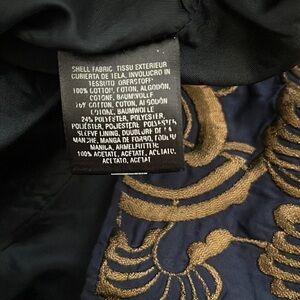 SHELL FABRIC, TISSU EXTERIEUR
CUBIERTA DE TELA, INVOLUCRO IN
TESSUTO, OBERSTOFF
100% COTTON, COTON, ALGODON,
COTONE, BAUMWOLLE
76% COTTON, COTON, ALGODON
COTONE, BAUMWOLLE
24% POLYESTER, POLYESTER,
POLIÉSTER, POLIESTERE, POLYESTER
SLEEVE LINING, DOUBLURE DE LA
MANCHE, MANGA DE FORRO, FODERA
MANICA, ÄRMELFUTTER:
100% ACETATE, ACETATE, ACETATO,
ACETATO, ACETAT